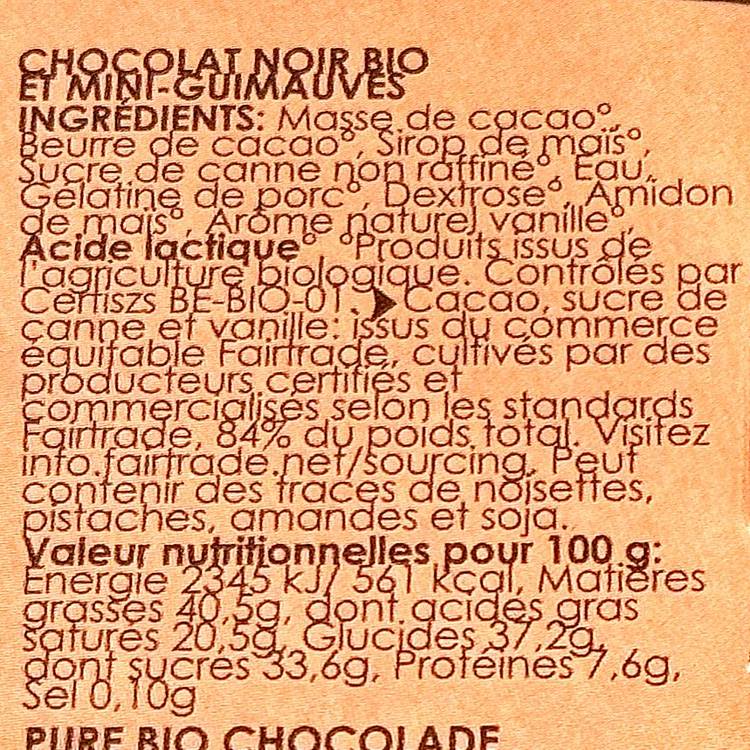 CHOCOLAT NOIR BIO
ET MINI-GUIMAUVES
INGRÉDIENTS: Masse de cacao°,
Beurre de cacao°, Sirop de maïs°,
Sucre de canne non raffiné°, Eau,
Gélatine de porc°, Dextrose°, Amidon
de maïs°, Arôme naturel vanille°,
Acide lactique° °Produits issus de
l'agriculture biologique. Contrôlés par
Certiszs BE-BIO-01. ►Cacao, sucre de
canne et vanille: issus du commerce
équitable Fairtrade, cultivés par des
producteurs certifiés et
commercialisés selon les standards
Fairtrade, 84% du poids total. Visitez
info.fairtrade.net/sourcing. Peut
contenir des traces de noisettes,
pistaches, amandes et soja.
Valeur nutritionnelles pour 100 g:
Énergie 2345 kJ/ 561 kcal, Matières
grasses 40,5g, dont acides gras
saturés 20,5g, Glucides 37,2g,
dont sucres 33,6g, Protéines 7,6g,
Sel 0,10g
PURE BIO CHOCOLADE